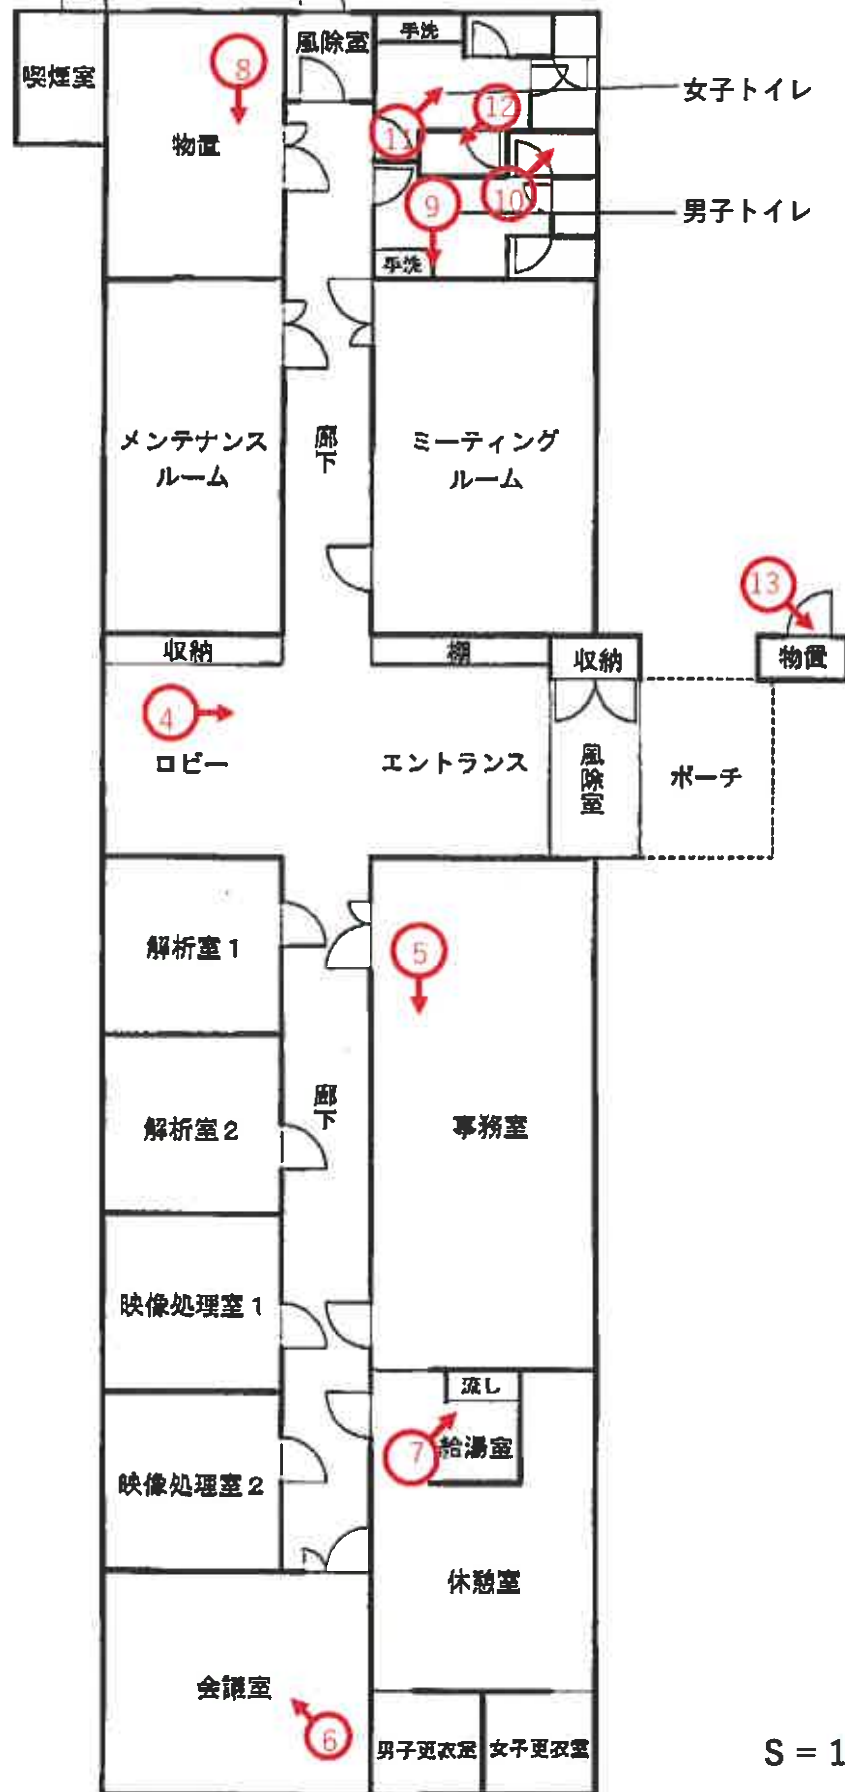 手洗
風除室
喫煙室
8
女子トイレ
12
11
物置
10
9
男子トイレ
手洗
メンテナンス
ルーム
廊下
ミーティング
ルーム
13
収納
棚
収納
物置
4
ロビー
エントランス
風除室
ポーチ
解析室1
5
廊下
解析室2
事務室
映像処理室1
流し
7
給湯室
映像処理室2
休憩室
会議室
6
男子更衣室
女子更衣室
S = 1